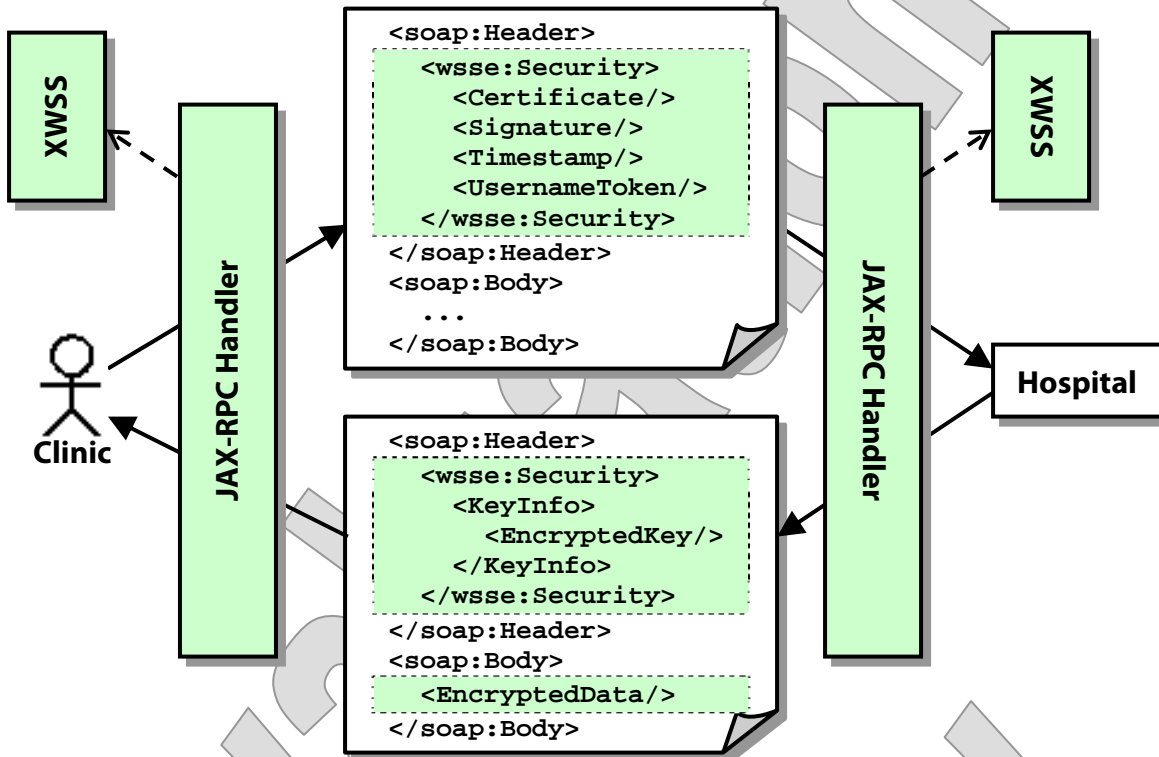 XWSS
JAX-RPC Handler
Clinic
<soap:Header>
<wsse:Security>
<Certificate/>
<Signature/>
<Timestamp/>
<UsernameToken/>
</wsse:Security>
</soap:Header>
<soap:Body>
...
</soap:Body>
<soap:Header>
<wsse:Security>
<KeyInfo>
<EncryptedKey/>
</KeyInfo>
</wsse:Security>
</soap:Header>
<soap:Body>
<EncryptedData/>
</soap:Body>
JAX-RPC Handler
XWSS
Hospital